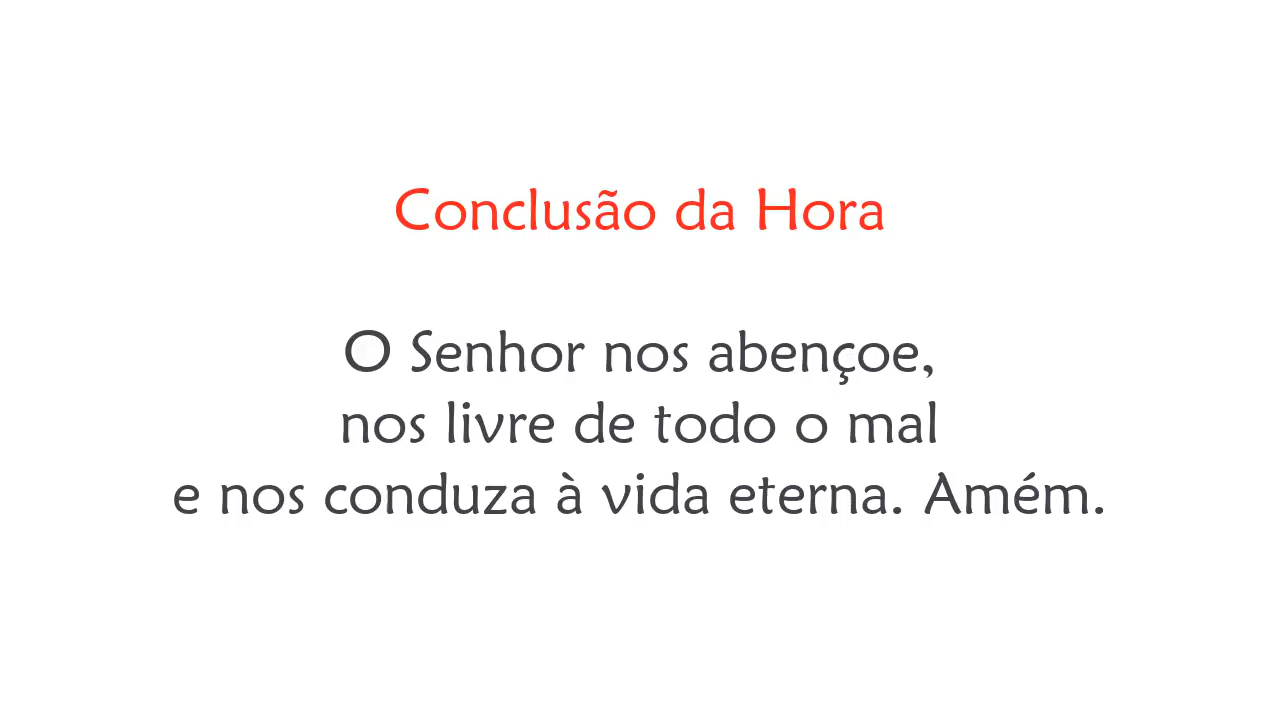 Conclusão da Hora
O Senhor nos abençoe,
nos livre de todo o mal
e nos conduza à vida eterna. Amém.